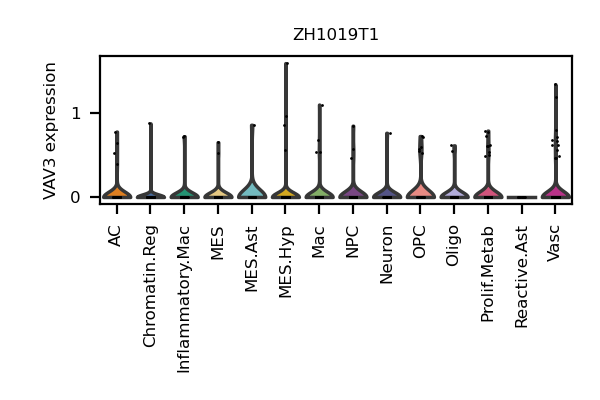 ZH1019T1
VAV3 expression
1
0
AC
Chromatin.Reg
Inflammatory.Mac
MES
MES.Ast
MES.Hyp
Mac
NPC
Neuron
OPC
Oligo
Prolif.Metab
Reactive.Ast
Vasc